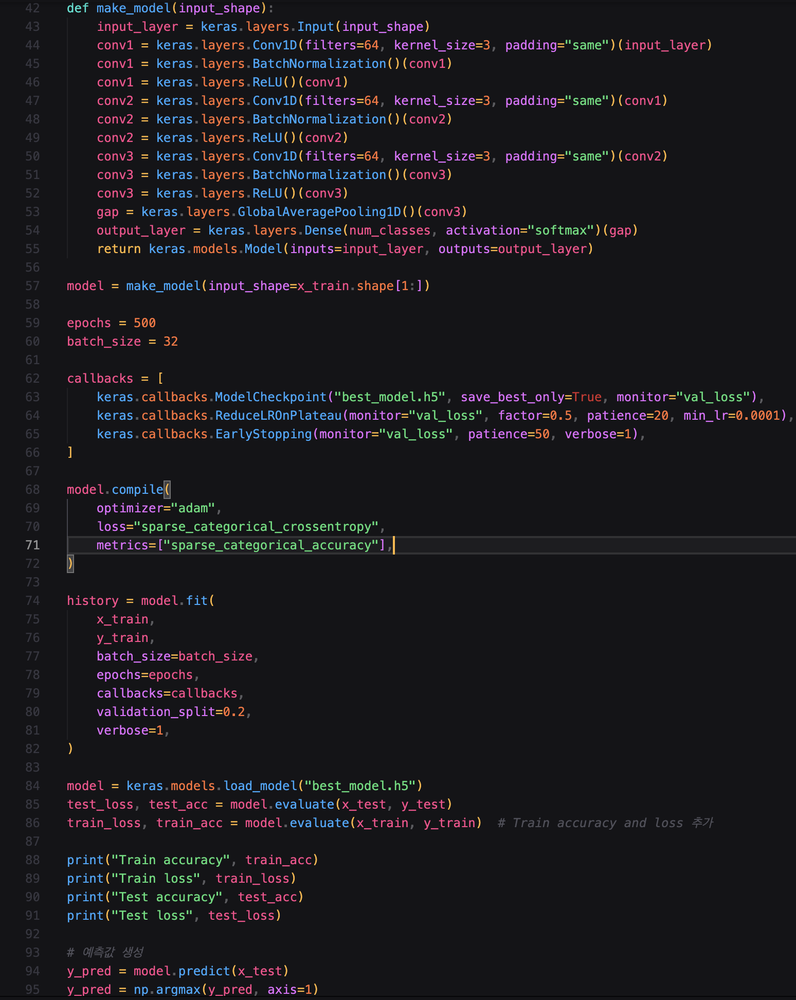 42 def make_model(input_shape):
43     input_layer = keras.layers.Input(input_shape)
44     conv1 = keras.layers.Conv1D(filters=64, kernel_size=3, padding="same")(input_layer)
45     conv1 = keras.layers.BatchNormalization()(conv1)
46     conv1 = keras.layers.ReLU()(conv1)
47     conv2 = keras.layers.Conv1D(filters=64, kernel_size=3, padding="same")(conv1)
48     conv2 = keras.layers.BatchNormalization()(conv2)
49     conv2 = keras.layers.ReLU()(conv2)
50     conv3 = keras.layers.Conv1D(filters=64, kernel_size=3, padding="same")(conv2)
51     conv3 = keras.layers.BatchNormalization()(conv3)
52     conv3 = keras.layers.ReLU()(conv3)
53     gap = keras.layers.GlobalAveragePooling1D()(conv3)
54     output_layer = keras.layers.Dense(num_classes, activation="softmax")(gap)
55     return keras.models.Model(inputs=input_layer, outputs=output_layer)
56
57 model = make_model(input_shape=x_train.shape[1:])
58
59 epochs = 500
60 batch_size = 32
61
62 callbacks = [
63     keras.callbacks.ModelCheckpoint("best_model.h5", save_best_only=True, monitor="val_loss"),
64     keras.callbacks.ReduceLROnPlateau(monitor="val_loss", factor=0.5, patience=20, min_lr=0.0001),
65     keras.callbacks.EarlyStopping(monitor="val_loss", patience=50, verbose=1),
66 ]
67
68 model.compile(
69     optimizer="adam",
70     loss="sparse_categorical_crossentropy",
71     metrics=["sparse_categorical_accuracy"],
72 )
73
74 history = model.fit(
75     x_train,
76     y_train,
77     batch_size=batch_size,
78     epochs=epochs,
79     callbacks=callbacks,
80     validation_split=0.2,
81     verbose=1,
82 )
83
84 model = keras.models.load_model("best_model.h5")
85 test_loss, test_acc = model.evaluate(x_test, y_test)
86 train_loss, train_acc = model.evaluate(x_train, y_train)  # Train accuracy and loss 추가
87
88 print("Train accuracy", train_acc)
89 print("Train loss", train_loss)
90 print("Test accuracy", test_acc)
91 print("Test loss", test_loss)
92
93 # 예측값 생성
94 y_pred = model.predict(x_test)
95 y_pred = np.argmax(y_pred, axis=1)